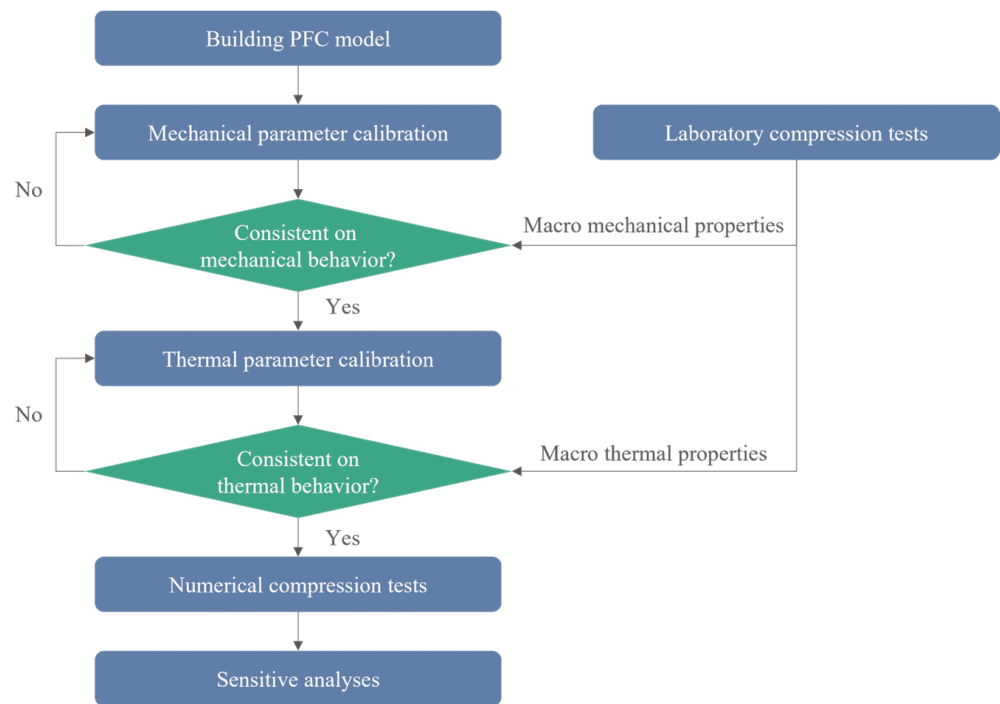 Building PFC model
Mechanical parameter calibration
Laboratory compression tests
No
Consistent on
mechanical behavior?
Macro mechanical properties
Yes
Thermal parameter calibration
No
Consistent on
thermal behavior?
Macro thermal properties
Yes
Numerical compression tests
Sensitive analyses